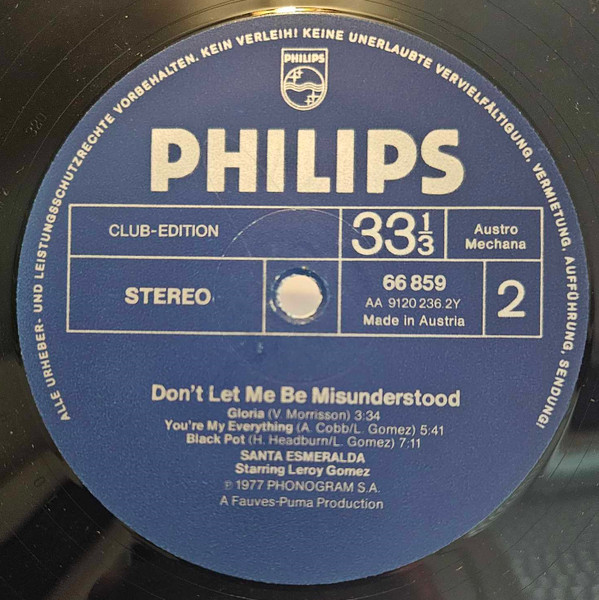 ALLE URHEBER- UND LEISTUNGSSCHUTZRECHTE VORBEHALTEN. KEIN VERLEIH! KEINE UNERLAUBTE VERVIELFÄLTIGUNG, VERMIETUNG, AUFFÜHRUNG, SENDUNG!
PHILIPS
PHILIPS
CLUB-EDITION
33 1/3
Austro
Mechana
STEREO
66 859
AA 9120 236.2Y
Made in Austria
2
Don't Let Me Be Misunderstood
Gloria (V. Morrisson) 3:34
You're My Everything (A. Cobb/L. Gomez) 5:41
Black Pot (H. Headburn/L. Gomez) 7:11
SANTA ESMERALDA
Starring Leroy Gomez
℗ 1977 PHONOGRAM S.A.
A Fauves-Puma Production